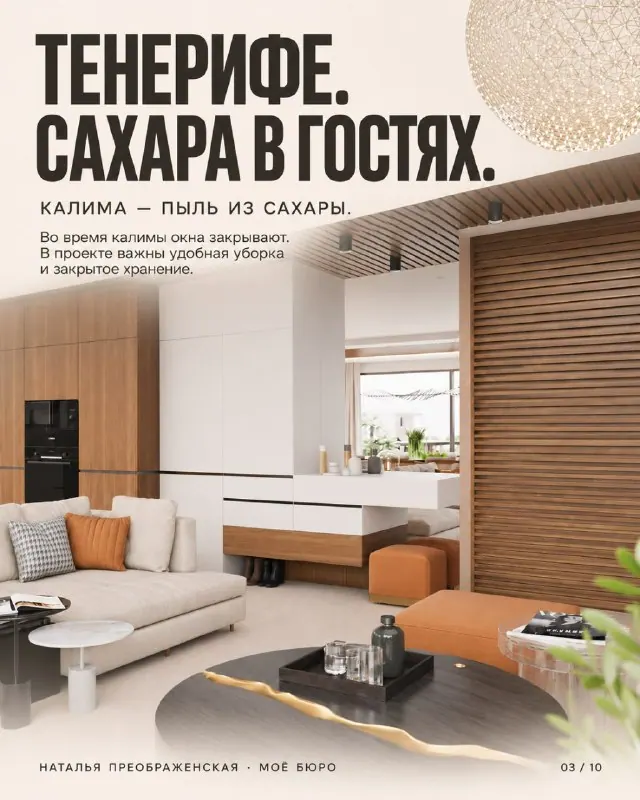 ТЕНЕРИФЕ.
САХАРА В ГОСТЯХ.
КАЛИМА — ПЫЛЬ ИЗ САХАРЫ.
Во время калимы окна закрывают.
В проекте важны удобная уборка
и закрытое хранение.
НАТАЛЬЯ ПРЕОБРАЖЕНСКАЯ · МОЁ БЮРО
03 / 10